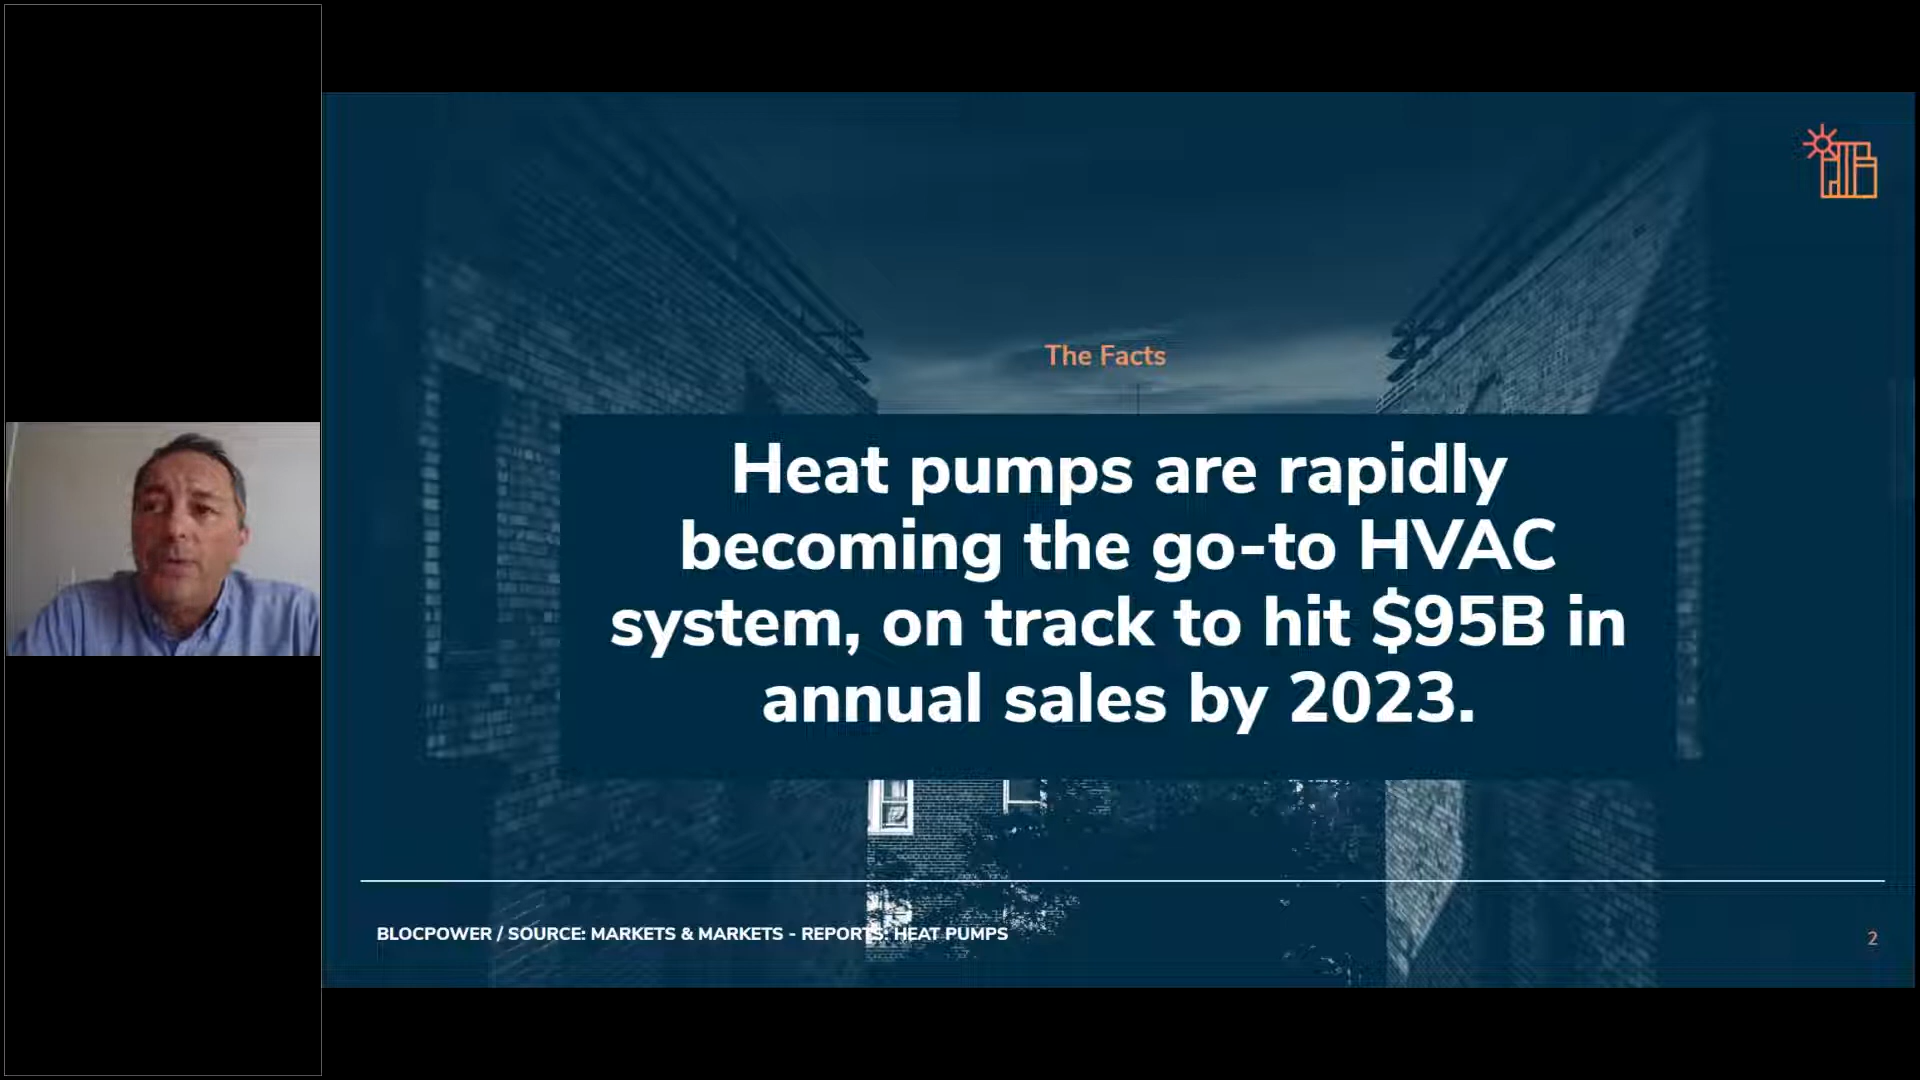 The Facts
Heat pumps are rapidly
becoming the go-to HVAC
system, on track to hit $95B in
annual sales by 2023.
BLOCPOWER / SOURCE: MARKETS & MARKETS - REPORTS: HEAT PUMPS
2